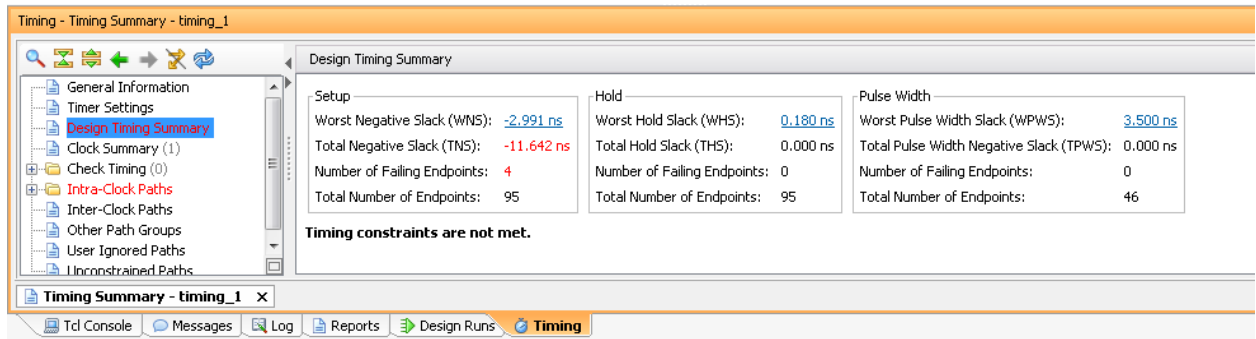 Timing - Timing Summary - timing_1
General Information
Timer Settings
Design Timing Summary
Clock Summary (1)
Check Timing (0)
Intra-Clock Paths
Inter-Clock Paths
Other Path Groups
User Ignored Paths
Unconstrained Paths
Design Timing Summary
Setup
Worst Negative Slack (WNS): -2.991 ns
Total Negative Slack (TNS): -11.642 ns
Number of Failing Endpoints: 4
Total Number of Endpoints: 95
Hold
Worst Hold Slack (WHS): 0.180 ns
Total Hold Slack (THS): 0.000 ns
Number of Failing Endpoints: 0
Total Number of Endpoints: 95
Pulse Width
Worst Pulse Width Slack (WPWS): 3.500 ns
Total Pulse Width Negative Slack (TPWS): 0.000 ns
Number of Failing Endpoints: 0
Total Number of Endpoints: 46
Timing constraints are not met.
Timing Summary - timing_1
Tcl Console Messages Log Reports Design Runs Timing